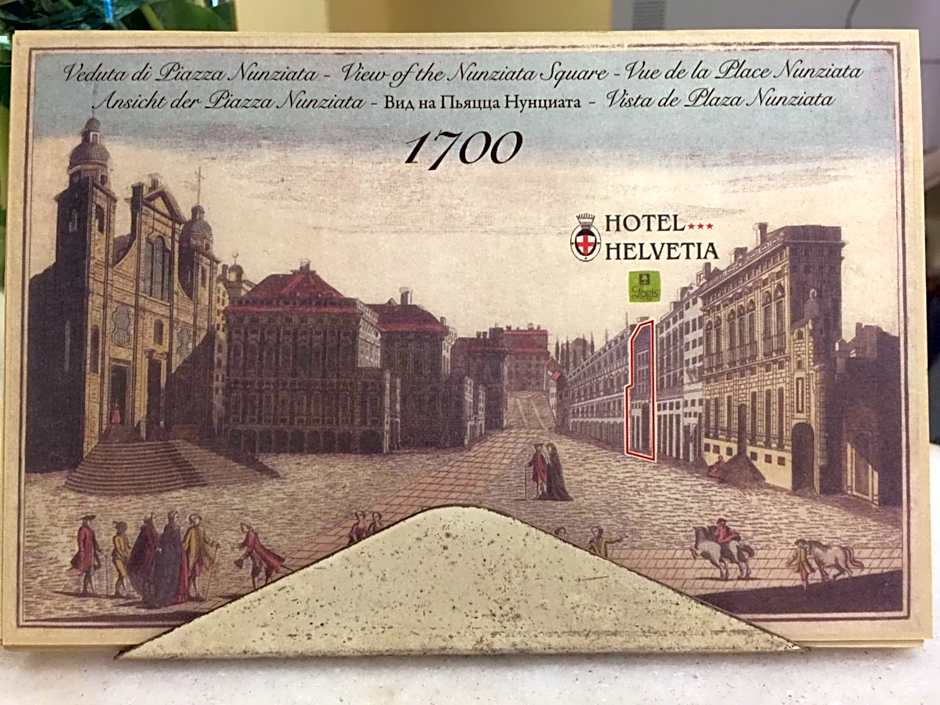 Veduta di Piazza Nunziata - View of the Nunziata Square - Vue de la Place Nunziata
Ansicht der Piazza Nunziata - Вид на Пьяцца Нунциата - Vista de Plaza Nunziata
1700
HOTEL★★★
HELVETIA